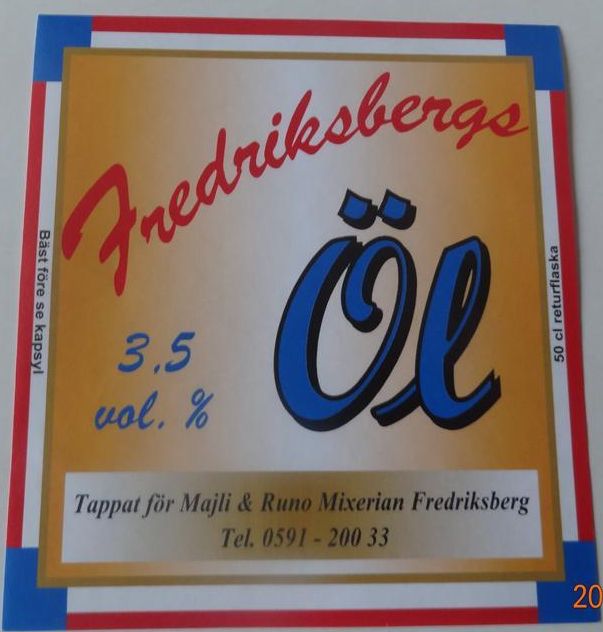 Fredriksbergs
Öl
3.5
vol. %
Bäst före se kapsyl
50 cl returflaska
Tappat för Majli & Runo Mixerian Fredriksberg
Tel. 0591 - 200 33
20